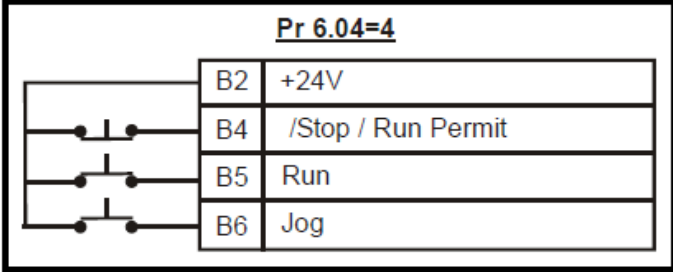 Pr 6.04=4
B2 +24V
B4 /Stop / Run Permit
B5 Run
B6 Jog